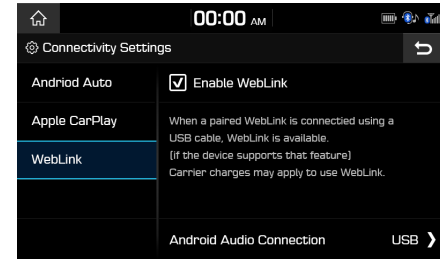 00:00 AM
Connectivity Settings
Andriod Auto
Enable WebLink
Apple CarPlay
When a paired WebLink is connectied using a
USB cable, WebLink is available.
(if the device supports that feature)
Carrier charges may apply to use WebLink.
WebLink
Android Audio Connection USB